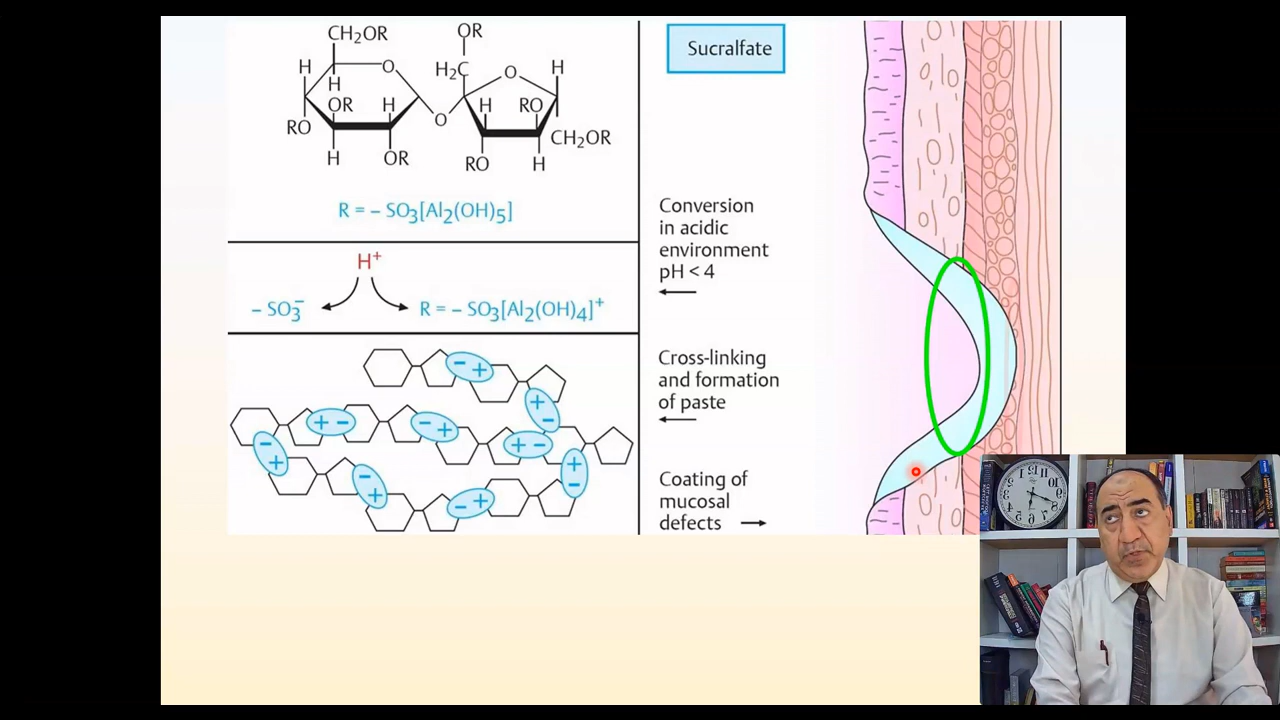 CH₂OR
H
O
H
OR
H
RO
H
OR
O
OR
H₂C
O
H
H
RO
CH₂OR
RO
H
R = – SO₃[Al₂(OH)₅]
H⁺
– SO₃⁻
R = – SO₃[Al₂(OH)₄]⁺
– +
+ –
+ –
– +
+ –
– +
+ –
– +
– +
Sucralfate
Conversion
in acidic
environment
pH < 4
Cross-linking
and formation
of paste
Coating of
mucosal
defects